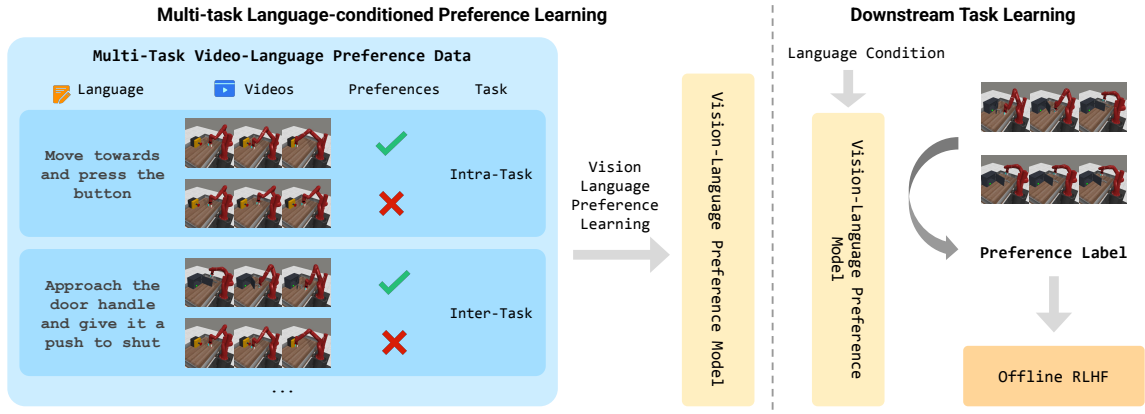 Multi-task Language-conditioned Preference Learning
Multi-Task Video-Language Preference Data
Language
Videos
Preferences
Task
Move towards
and press the
button
Intra-Task
Approach the
door handle
and give it a
push to shut
Inter-Task
...
Vision
Language
Preference
Learning
Vision-Language Preference Model
Downstream Task Learning
Language Condition
Vision-Language Preference
Model
Preference Label
Offline RLHF